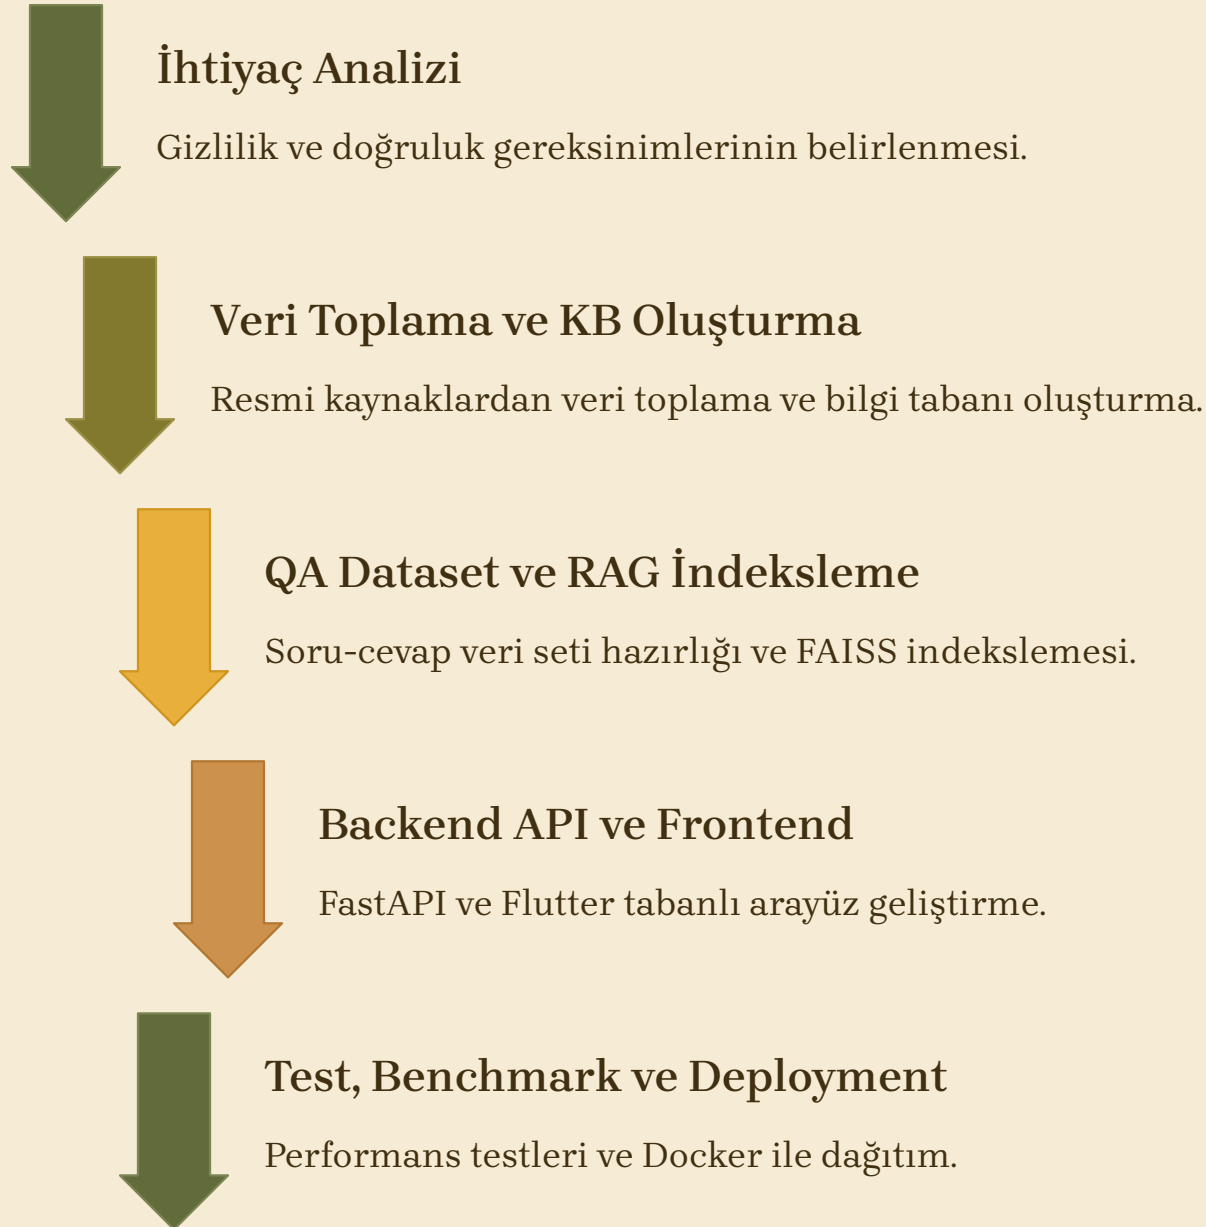 İhtiyaç Analizi
Gizlilik ve doğruluk gereksinimlerinin belirlenmesi.
Veri Toplama ve KB Oluşturma
Resmi kaynaklardan veri toplama ve bilgi tabanı oluşturma.
QA Dataset ve RAG İndeksleme
Soru-cevap veri seti hazırlığı ve FAISS indekslemesi.
Backend API ve Frontend
FastAPI ve Flutter tabanlı arayüz geliştirme.
Test, Benchmark ve Deployment
Performans testleri ve Docker ile dağıtım.